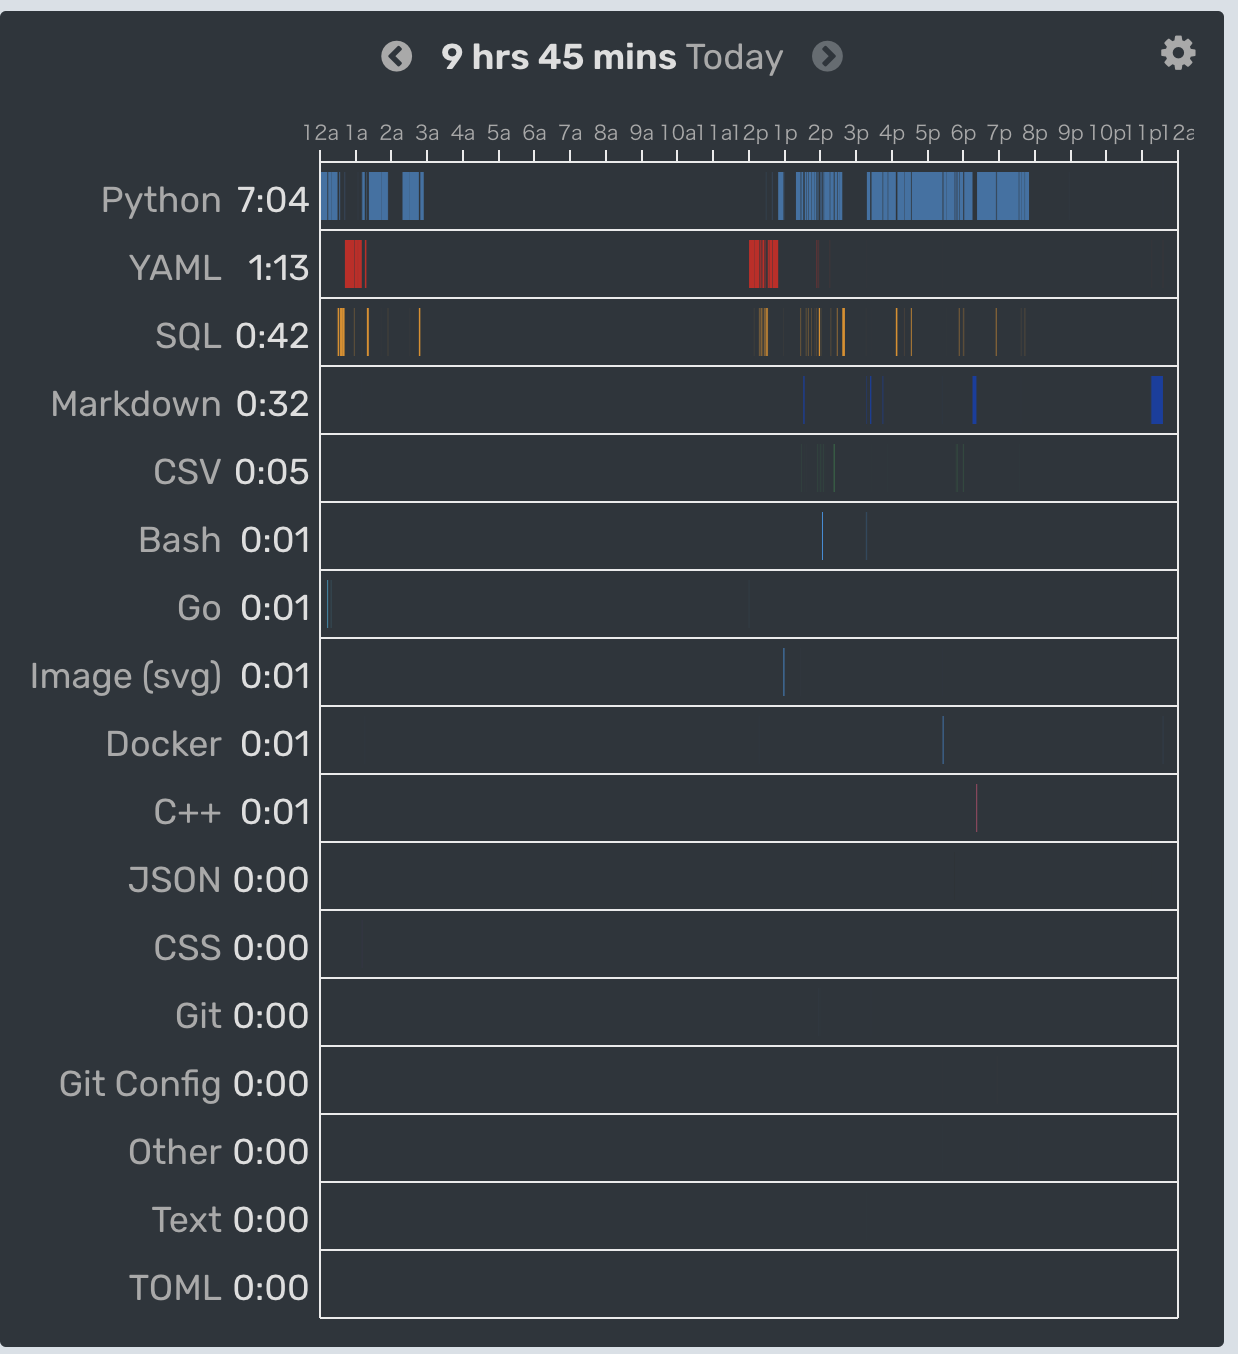 9 hrs 45 mins Today
12a 1a 2a 3a 4a 5a 6a 7a 8a 9a 10a 11a 12p 1p 2p 3p 4p 5p 6p 7p 8p 9p 10p 11p 12a
Python 7:04
YAML 1:13
SQL 0:42
Markdown 0:32
CSV 0:05
Bash 0:01
Go 0:01
Image (svg) 0:01
Docker 0:01
C++ 0:01
JSON 0:00
CSS 0:00
Git 0:00
Git Config 0:00
Other 0:00
Text 0:00
TOML 0:00